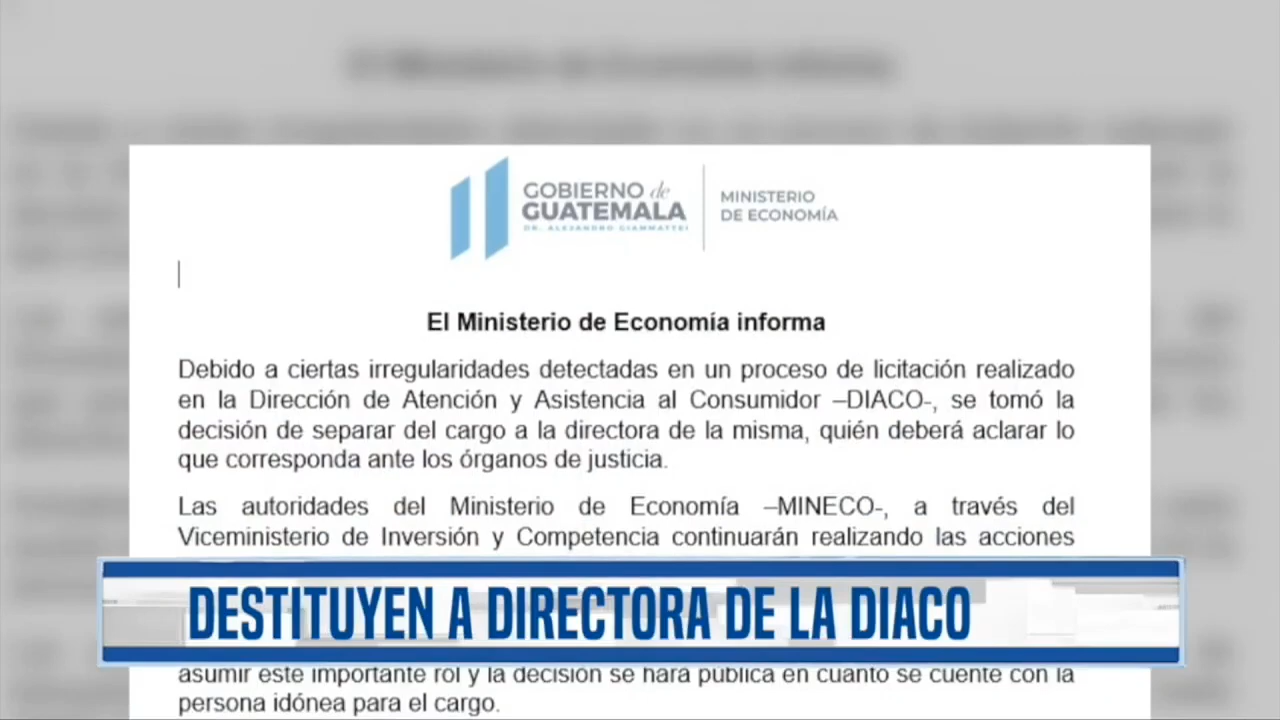 GOBIERNO de
GUATEMALA
DR. ALEJANDRO GIAMMATTEI
MINISTERIO
DE ECONOMÍA
El Ministerio de Economía informa
Debido a ciertas irregularidades detectadas en un proceso de licitación realizado
en la Dirección de Atención y Asistencia al Consumidor –DIACO-, se tomó la
decisión de separar del cargo a la directora de la misma, quién deberá aclarar lo
que corresponda ante los órganos de justicia.
Las autoridades del Ministerio de Economía –MINECO-, a través del
Viceministerio de Inversión y Competencia continuarán realizando las acciones
DESTITUYEN A DIRECTORA DE LA DIACO
asumir este importante rol y la decisión se hará pública en cuanto se cuente con la
persona idónea para el cargo.